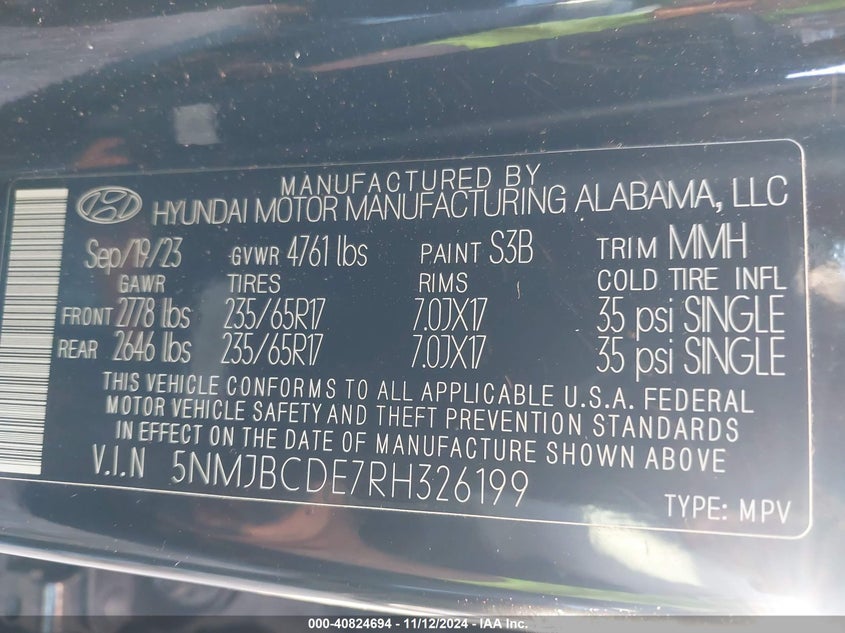 MANUFACTURED BY
HYUNDAI MOTOR MANUFACTURING ALABAMA, LLC
Sep/19/23 GVWR 4761 lbs PAINT S3B TRIM MMH
GAWR TIRES RIMS COLD TIRE INFL
FRONT 2778 lbs 235/65R17 7.0JX17 35 psi SINGLE
REAR 2646 lbs 235/65R17 7.0JX17 35 psi SINGLE
THIS VEHICLE CONFORMS TO ALL APPLICABLE U.S.A. FEDERAL
MOTOR VEHICLE SAFETY AND THEFT PREVENTION STANDARDS
IN EFFECT ON THE DATE OF MANUFACTURE SHOWN ABOVE
V.I.N 5NMJBCDE7RH326199
TYPE: MPV
000-40824694 - 11/12/2024 - IAA Inc.